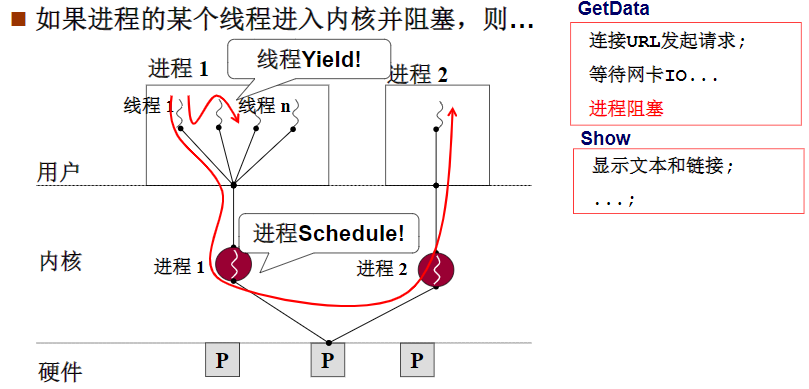 如果进程的某个线程进入内核并阻塞，则…
GetData
连接URL发起请求;
等待网卡IO...
进程阻塞
Show
显示文本和链接;
...;
线程Yield!
进程 1
进程 2
线程 1
线程 n
用户
进程Schedule!
内核
进程 1
进程 2
硬件
P
P
P